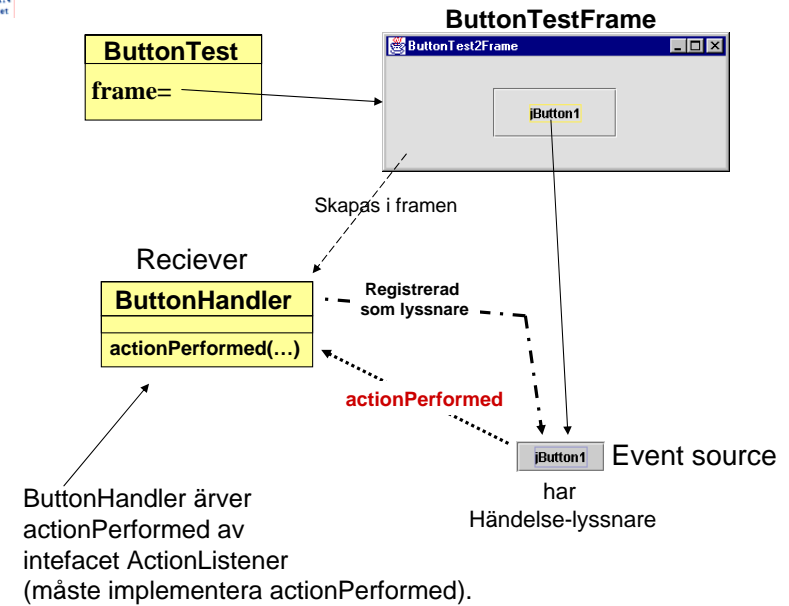 ButtonTestFrame
ButtonTest
frame=
ButtonTest2Frame
jButton1
Skapas i framen
Reciever
ButtonHandler
actionPerformed(…)
Registrerad
som lyssnare
actionPerformed
jButton1
Event source
har
Händelse-lyssnare
ButtonHandler ärver
actionPerformed av
intefacet ActionListener
(måste implementera actionPerformed).